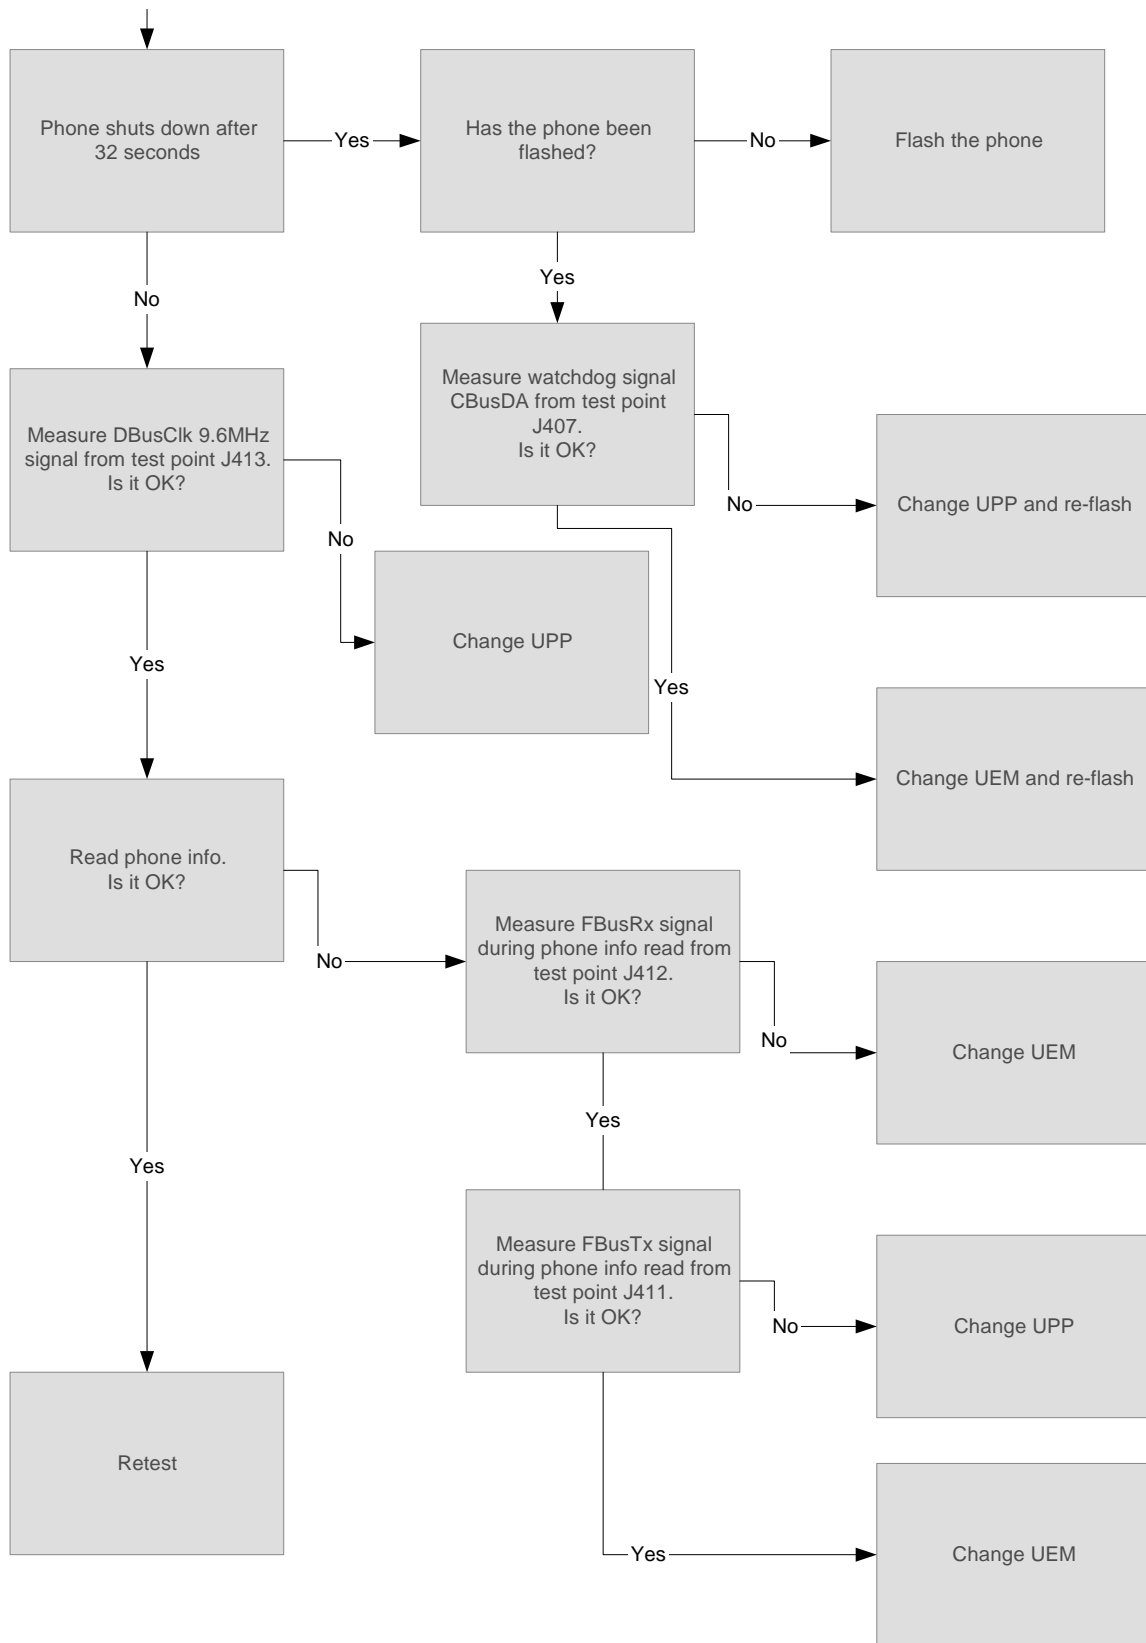 Phone shuts down after
32 seconds
Yes
Has the phone been
flashed?
No
Flash the phone
No
Yes
Measure DBusClk 9.6MHz
signal from test point J413.
Is it OK?
Measure watchdog signal
CBusDA from test point
J407.
Is it OK?
No
Change UPP and re-flash
No
Change UPP
Yes
Yes
Change UEM and re-flash
Read phone info.
Is it OK?
No
Measure FBusRx signal
during phone info read from
test point J412.
Is it OK?
No
Change UEM
Yes
Yes
Measure FBusTx signal
during phone info read from
test point J411.
Is it OK?
No
Change UPP
Retest
Yes
Change UEM